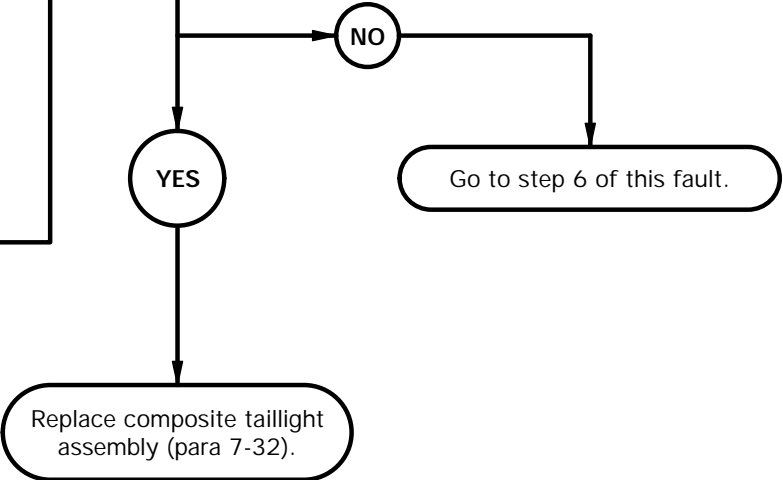 NO
YES
Go to step 6 of this fault.
Replace composite taillight
assembly (para 7-32).